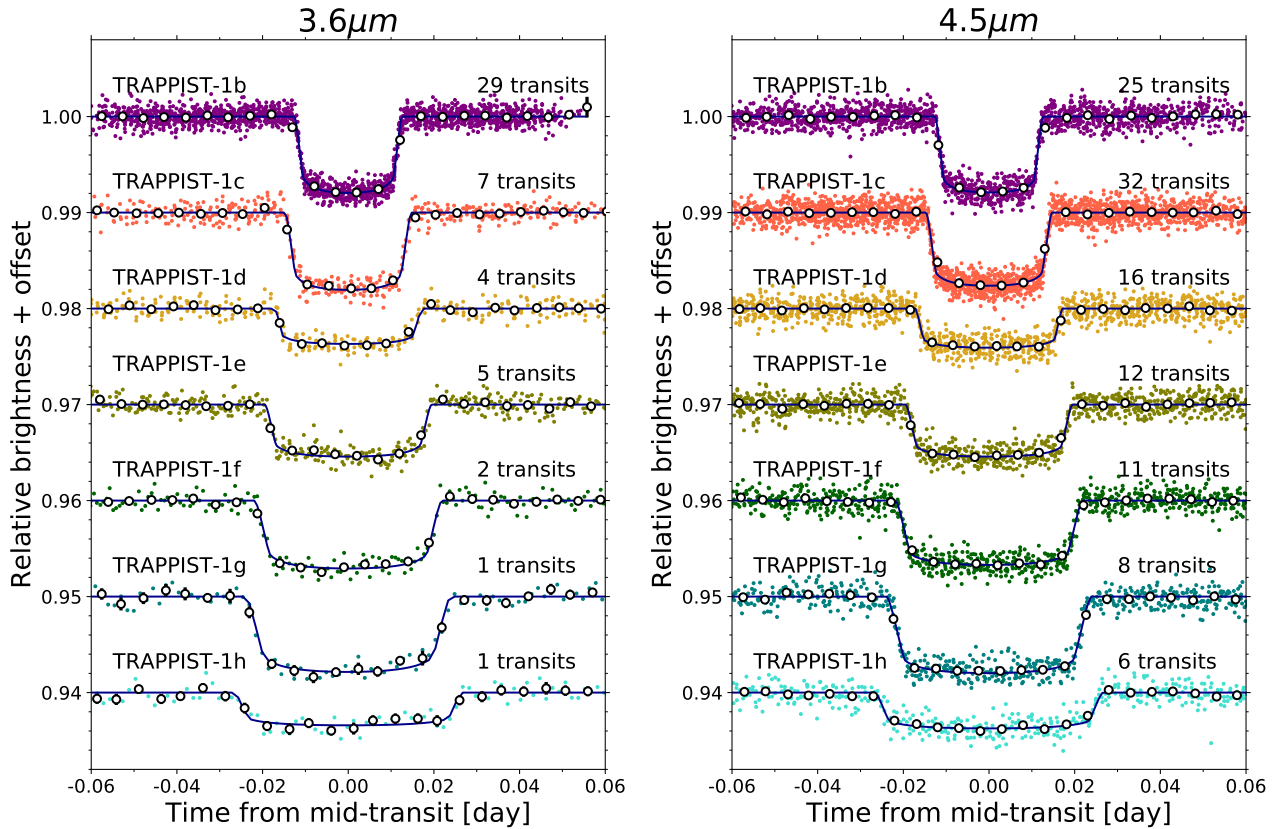 3.6μm
TRAPPIST-1b 29 transits
TRAPPIST-1c 7 transits
TRAPPIST-1d 4 transits
TRAPPIST-1e 5 transits
TRAPPIST-1f 2 transits
TRAPPIST-1g 1 transits
TRAPPIST-1h 1 transits
1.00
0.99
0.98
0.97
0.96
0.95
0.94
Relative brightness + offset
-0.06 -0.04 -0.02 0.00 0.02 0.04 0.06
Time from mid-transit [day]
4.5μm
TRAPPIST-1b 25 transits
TRAPPIST-1c 32 transits
TRAPPIST-1d 16 transits
TRAPPIST-1e 12 transits
TRAPPIST-1f 11 transits
TRAPPIST-1g 8 transits
TRAPPIST-1h 6 transits
1.00
0.99
0.98
0.97
0.96
0.95
0.94
Relative brightness + offset
-0.06 -0.04 -0.02 0.00 0.02 0.04 0.06
Time from mid-transit [day]